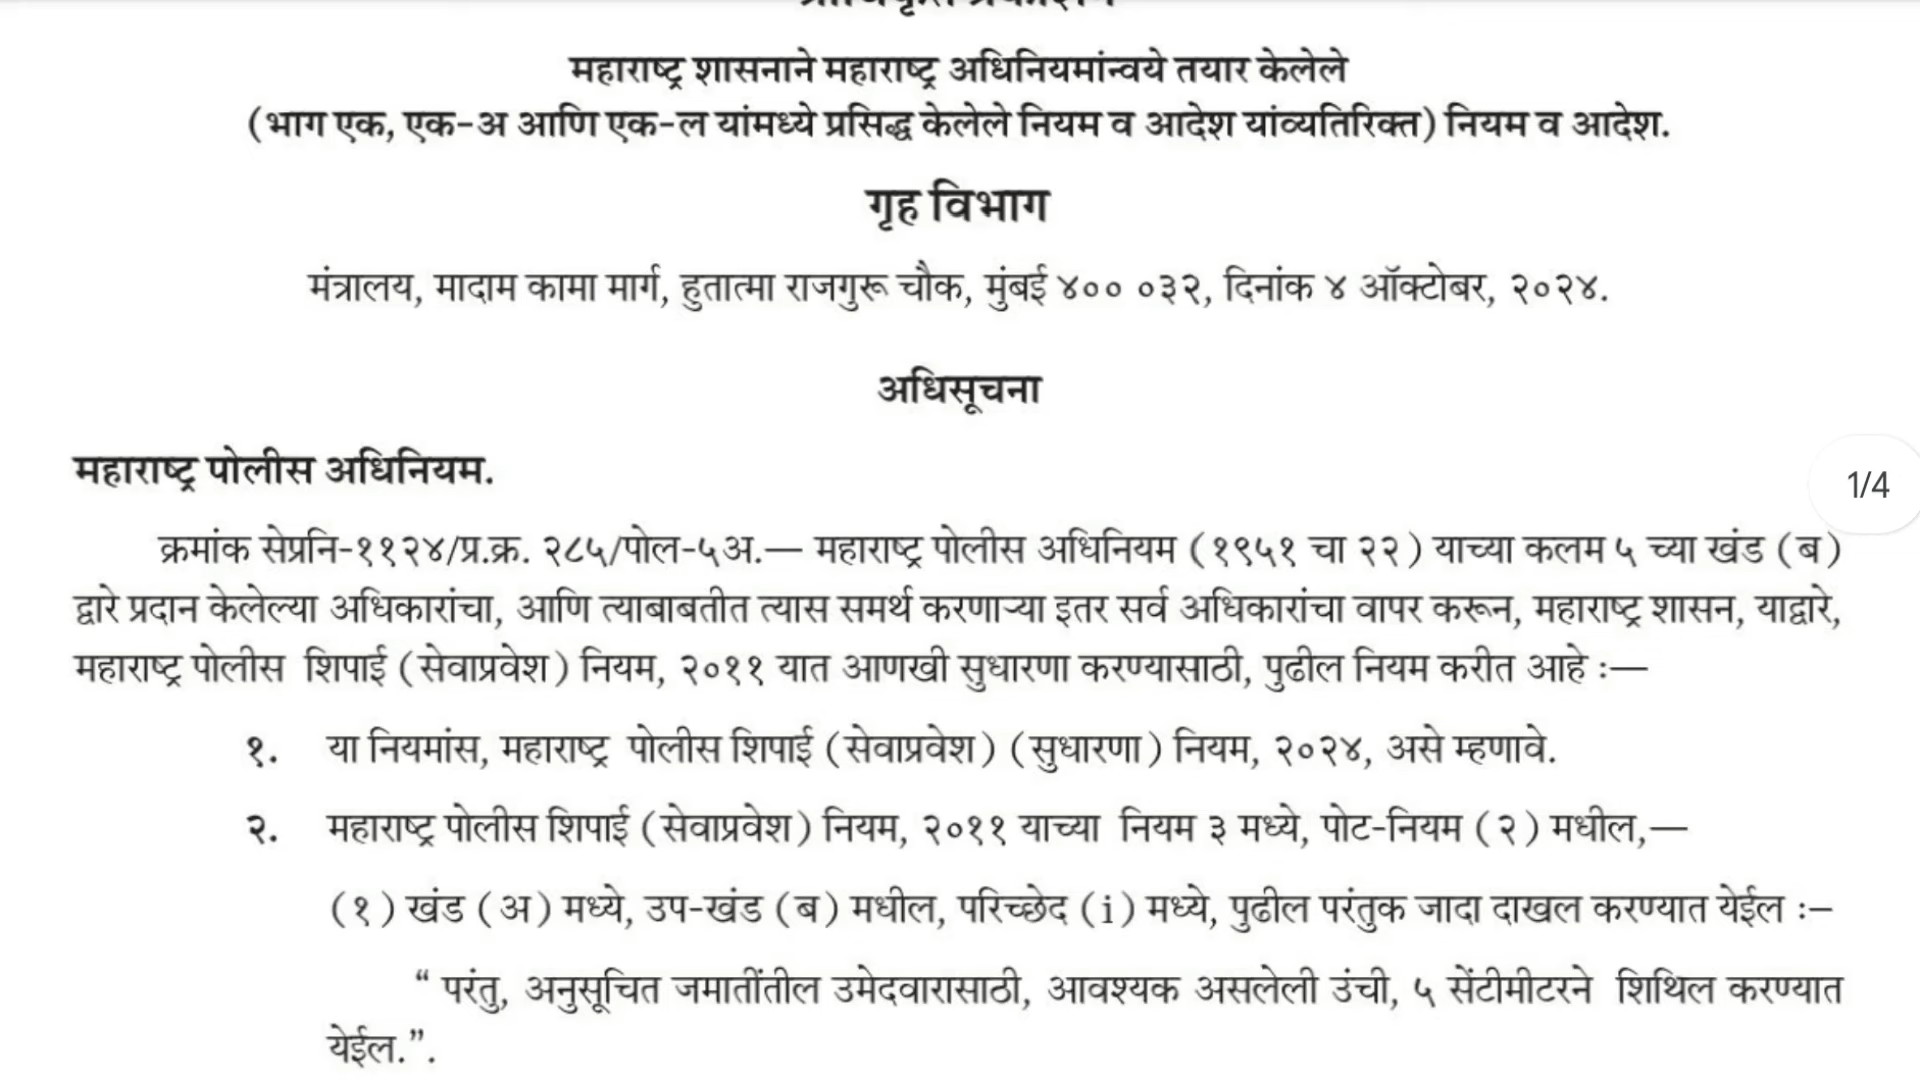 महाराष्ट्र शासनाने महाराष्ट्र अधिनियमांन्वये तयार केलेले
(भाग एक, एक-अ आणि एक-ल यांमध्ये प्रसिद्ध केलेले नियम व आदेश यांव्यतिरिक्त) नियम व आदेश.
गृह विभाग
मंत्रालय, मादाम कामा मार्ग, हुतात्मा राजगुरू चौक, मुंबई ४०० ०३२, दिनांक ४ ऑक्टोबर, २०२४.
अधिसूचना
महाराष्ट्र पोलीस अधिनियम.
1/4
क्रमांक सेप्रनि-११२४/प्र.क्र. २८५/पोल-५अ.— महाराष्ट्र पोलीस अधिनियम (१९५१ चा २२) याच्या कलम ५ च्या खंड (ब)
द्वारे प्रदान केलेल्या अधिकारांचा, आणि त्याबाबतीत त्यास समर्थ करणाऱ्या इतर सर्व अधिकारांचा वापर करून, महाराष्ट्र शासन, याद्वारे,
महाराष्ट्र पोलीस शिपाई (सेवाप्रवेश) नियम, २०११ यात आणखी सुधारणा करण्यासाठी, पुढील नियम करीत आहे :—
१. या नियमांस, महाराष्ट्र पोलीस शिपाई (सेवाप्रवेश) (सुधारणा) नियम, २०२४, असे म्हणावे.
२. महाराष्ट्र पोलीस शिपाई (सेवाप्रवेश) नियम, २०११ याच्या नियम ३ मध्ये, पोट-नियम (२) मधील,—
(१) खंड (अ) मध्ये, उप-खंड (ब) मधील, परिच्छेद (i) मध्ये, पुढील परंतुक जादा दाखल करण्यात येईल :–
“ परंतु, अनुसूचित जमातींतील उमेदवारासाठी, आवश्यक असलेली उंची, ५ सेंटीमीटरने शिथिल करण्यात
येईल.”.